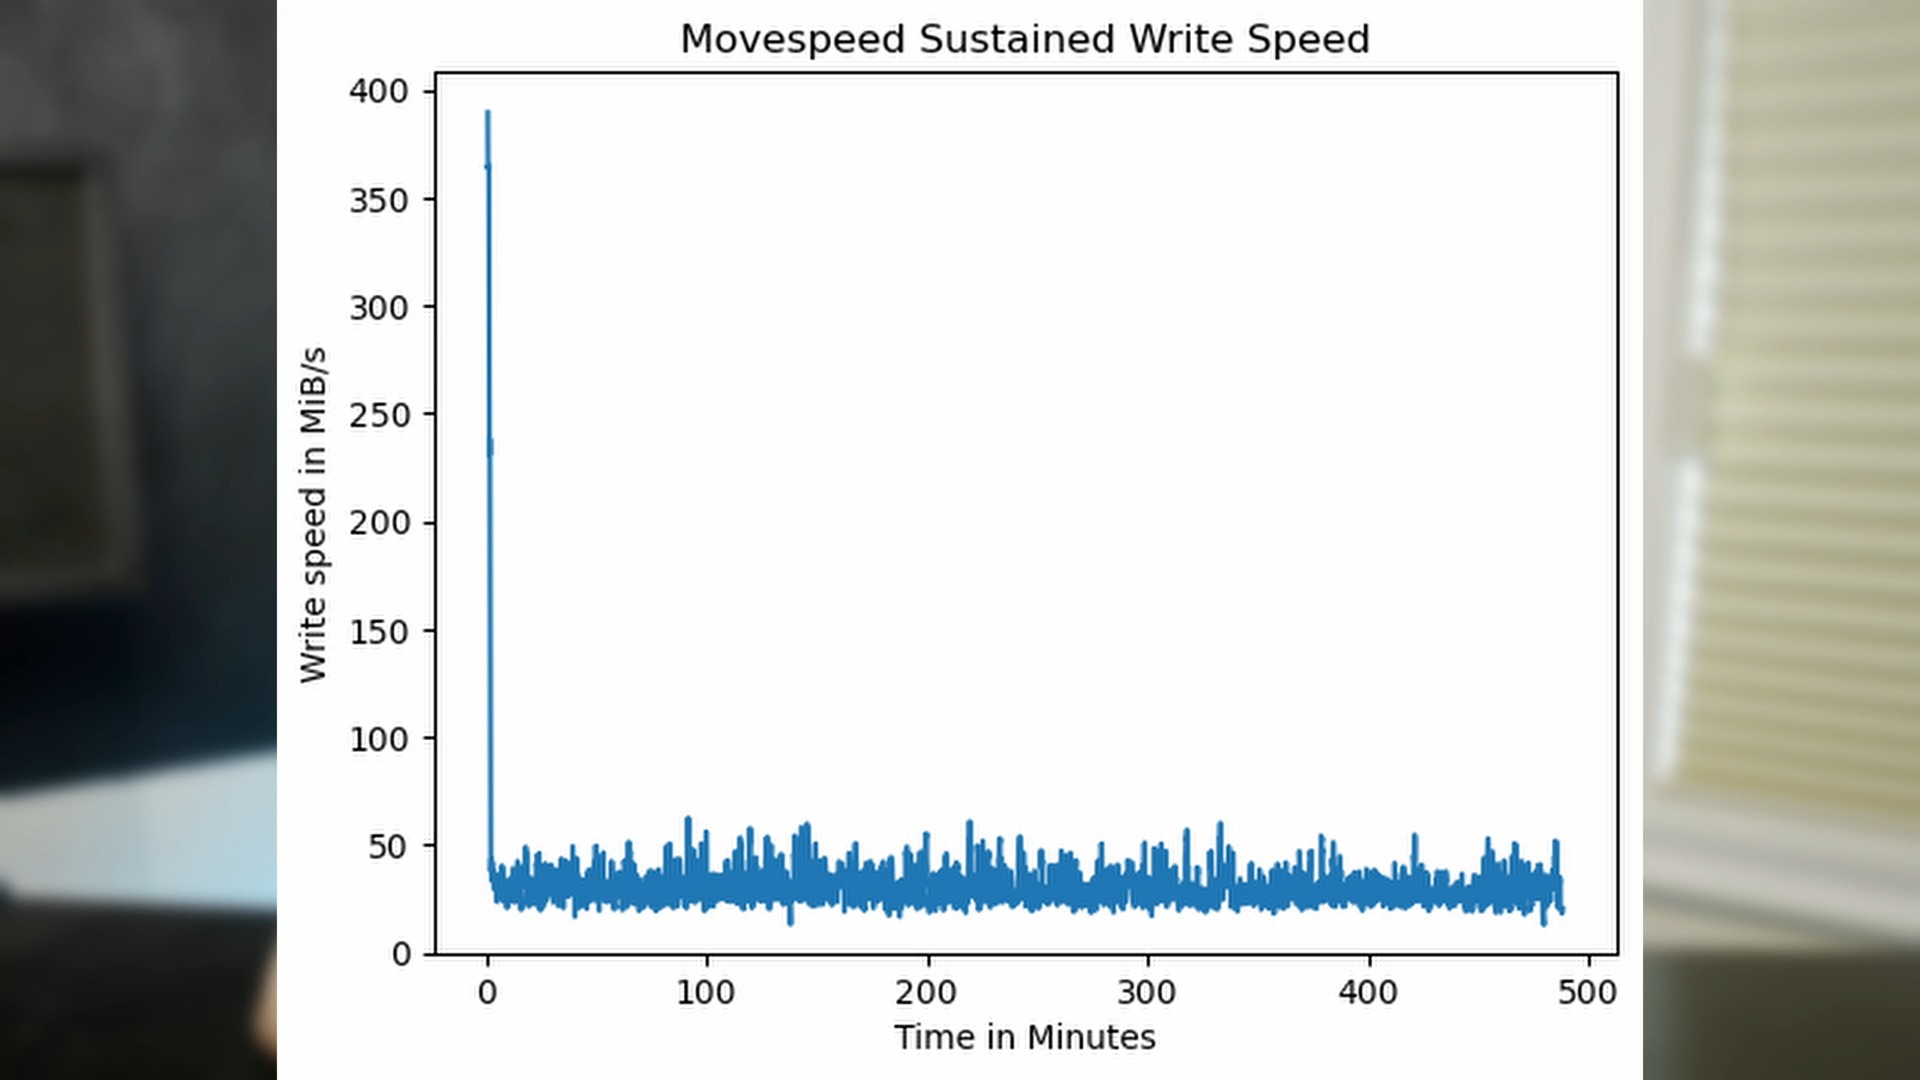 Movespeed Sustained Write Speed
400
350
300
250
200
150
100
50
0
Write speed in MiB/s
0 100 200 300 400 500
Time in Minutes